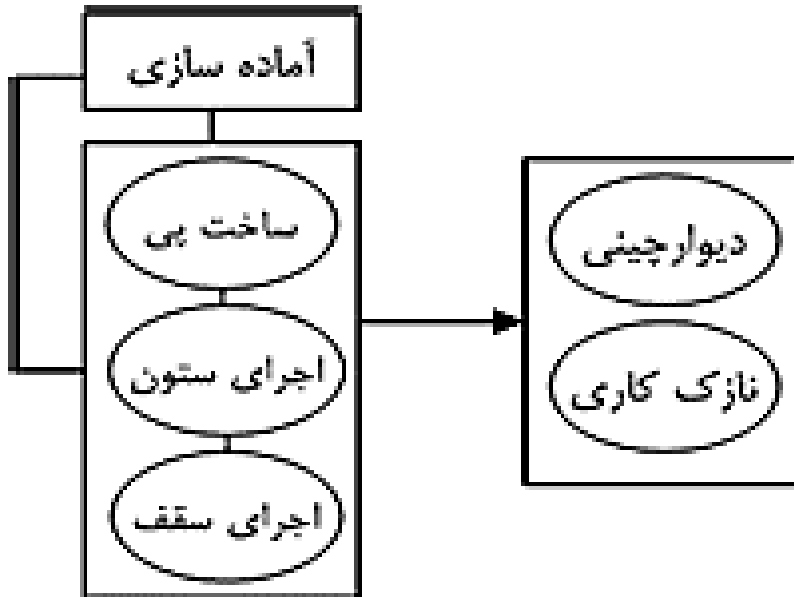 آماده سازی
ساخت پی
اجرای ستون
اجرای سقف
دیوارچینی
نازک کاری